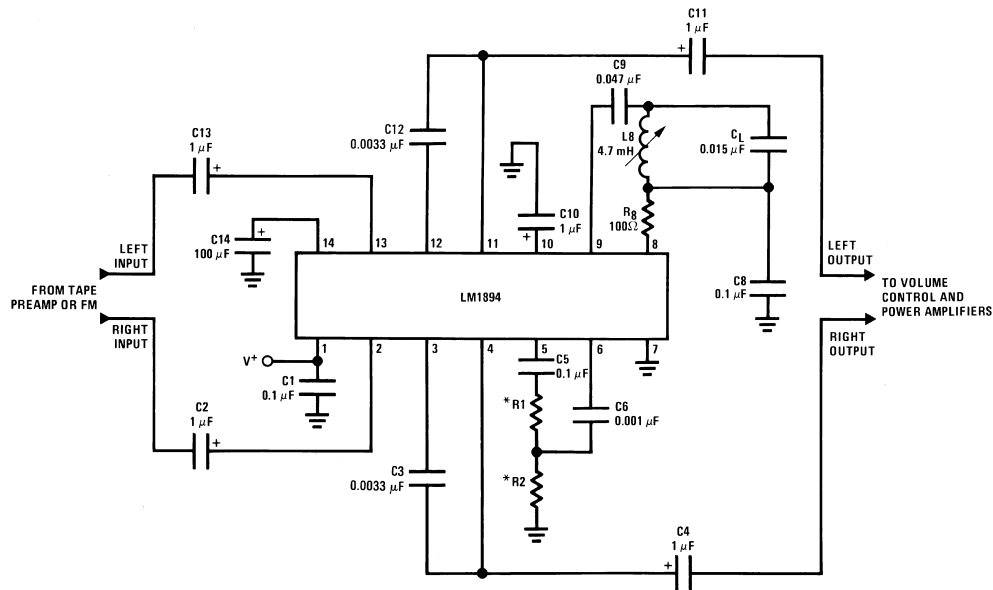 C11
1 μF
+
C9
0.047 μF
C12
0.0033 μF
L8
4.7 mH
CL
0.015 μF
C13
1 μF
+
C10
1 μF
+
R8
100Ω
C14
100 μF
+
14
13
12
11
10
9
8
LEFT
INPUT
LEFT
OUTPUT
C8
0.1 μF
FROM TAPE
PREAMP OR FM
LM1894
TO VOLUME
CONTROL AND
POWER AMPLIFIERS
RIGHT
INPUT
RIGHT
OUTPUT
1
2
3
4
5
6
7
V+
C1
0.1 μF
C5
0.1 μF
*R1
C6
0.001 μF
C2
1 μF
+
C3
0.0033 μF
*R2
C4
1 μF
+